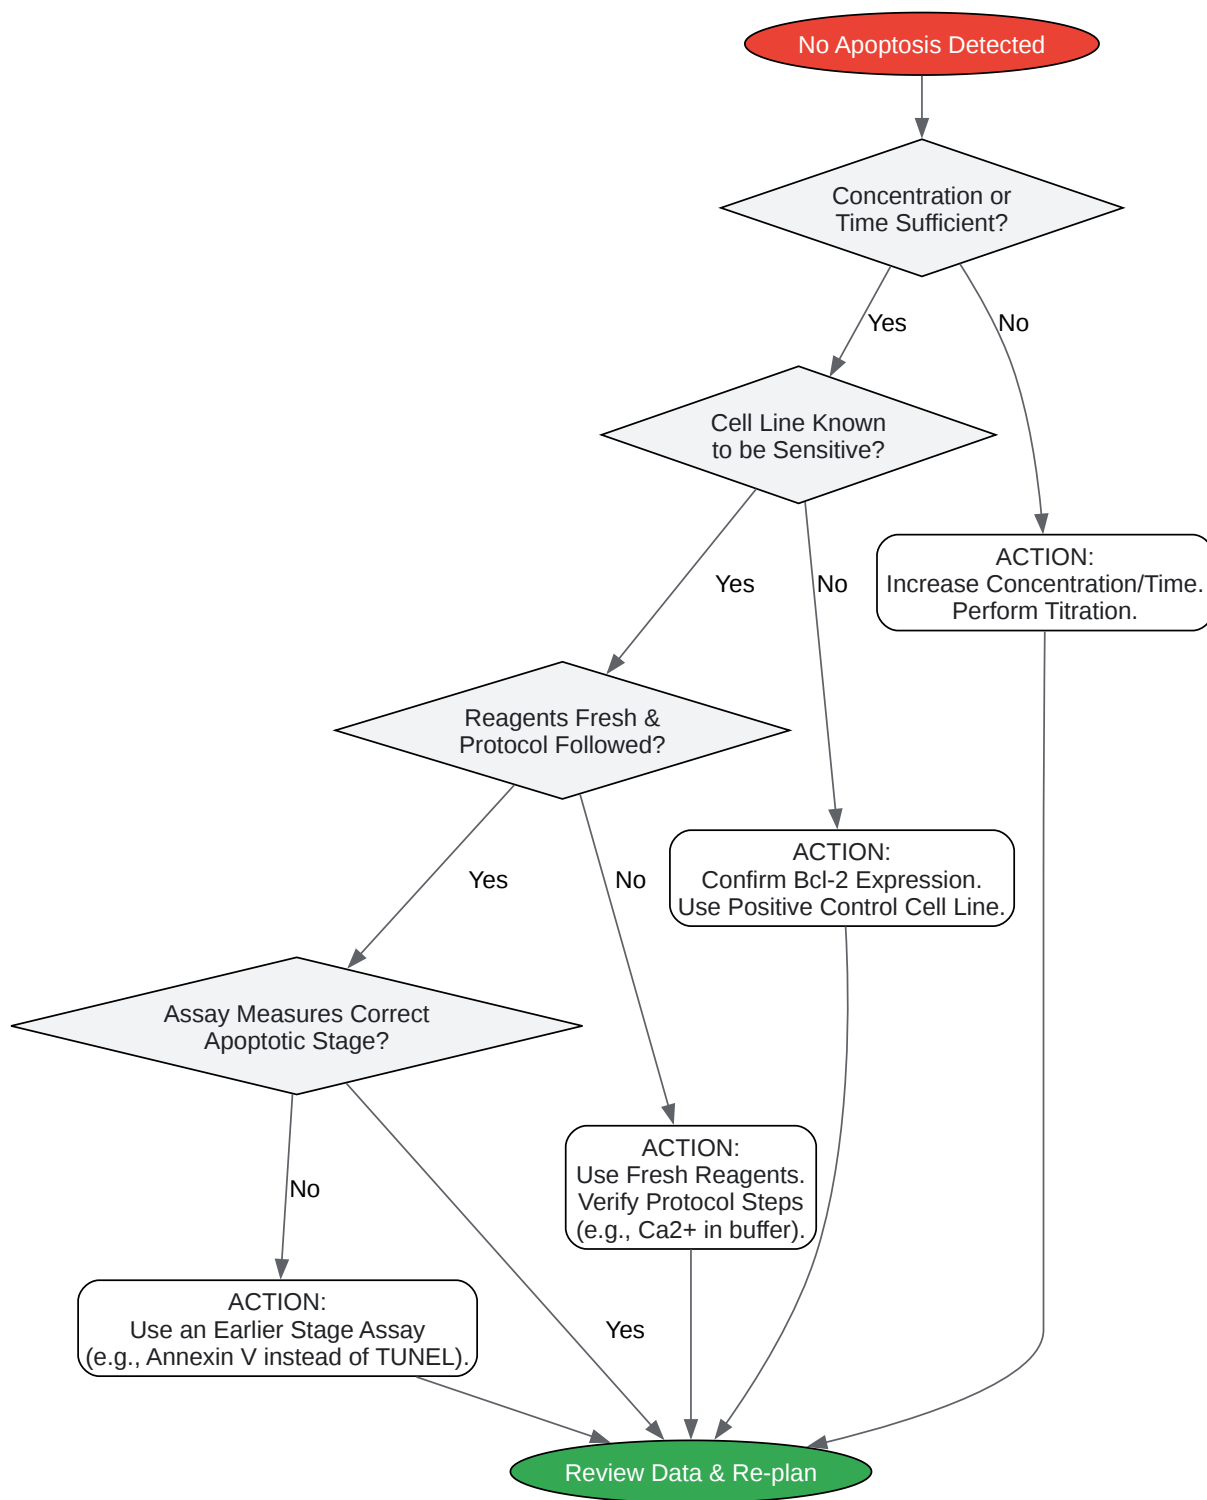 No Apoptosis Detected
Concentration or
Time Sufficient?
Yes
No
Cell Line Known
to be Sensitive?
Yes
No
ACTION:
Increase Concentration/Time.
Perform Titration.
Reagents Fresh &
Protocol Followed?
Yes
No
ACTION:
Confirm Bcl-2 Expression.
Use Positive Control Cell Line.
Assay Measures Correct
Apoptotic Stage?
No
Yes
ACTION:
Use Fresh Reagents.
Verify Protocol Steps
(e.g., Ca2+ in buffer).
ACTION:
Use an Earlier Stage Assay
(e.g., Annexin V instead of TUNEL).
Review Data & Re-plan